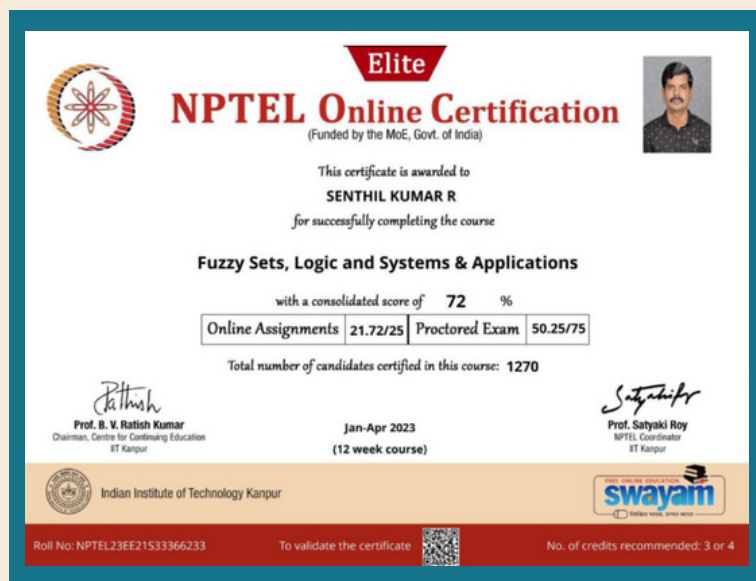 Elite
NPTEL Online Certification
(Funded by the MoE, Govt. of India)
This certificate is awarded to
SENTHIL KUMAR R
for successfully completing the course
Fuzzy Sets, Logic and Systems & Applications
with a consolidated score of 72 %
Online Assignments 21.72/25 Proctored Exam 50.25/75
Total number of candidates certified in this course: 1270
Prof. B. V. Ratish Kumar
Chairman, Centre for Continuing Education
IIT Kanpur
Jan-Apr 2023
(12 week course)
Prof. Satyaki Roy
NPTEL Coordinator
IIT Kanpur
Indian Institute of Technology Kanpur
FREE ONLINE EDUCATION
swayam
Roll No: NPTEL23EE21S33366233
To validate the certificate
No. of credits recommended: 3 or 4